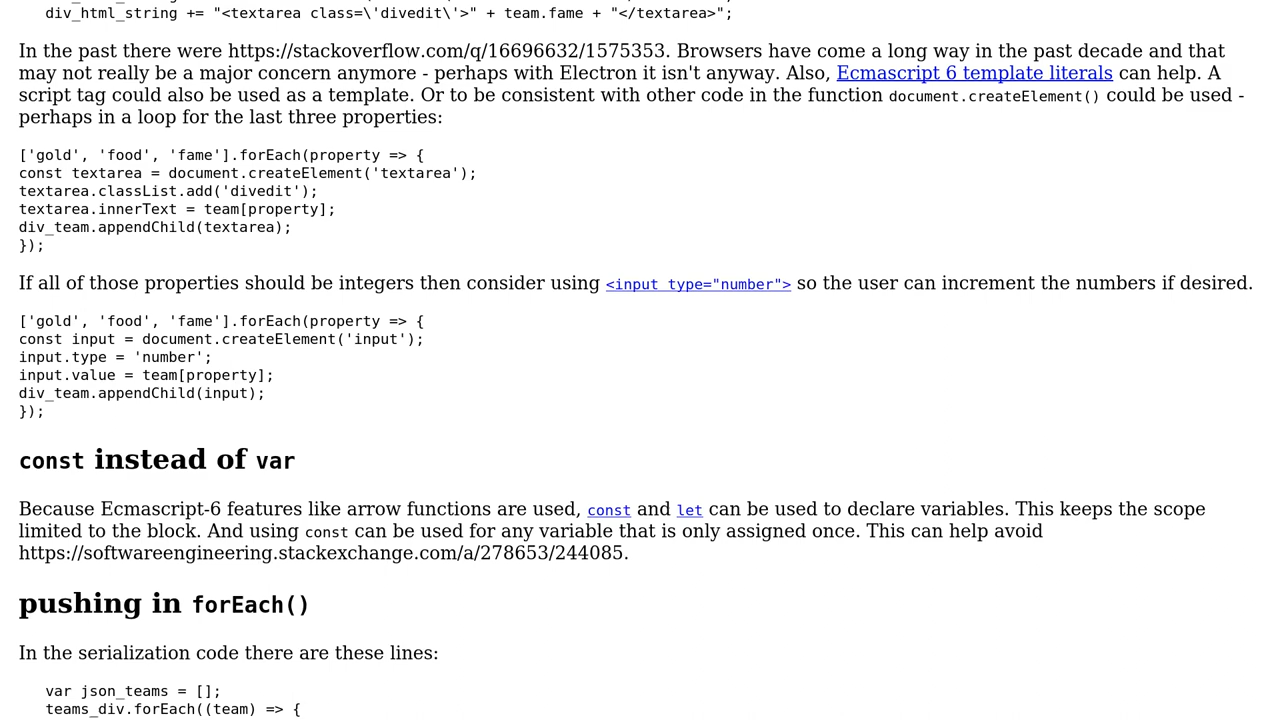 div_html_string += "<textarea class=\'divedit\'>" + team.fame + "</textarea>";
In the past there were https://stackoverflow.com/q/16696632/1575353. Browsers have come a long way in the past decade and that
may not really be a major concern anymore - perhaps with Electron it isn't anyway. Also, Ecmascript 6 template literals can help. A
script tag could also be used as a template. Or to be consistent with other code in the function document.createElement() could be used -
perhaps in a loop for the last three properties:
['gold', 'food', 'fame'].forEach(property => {
const textarea = document.createElement('textarea');
textarea.classList.add('divedit');
textarea.innerText = team[property];
div_team.appendChild(textarea);
});
If all of those properties should be integers then consider using <input type="number"> so the user can increment the numbers if desired.
['gold', 'food', 'fame'].forEach(property => {
const input = document.createElement('input');
input.type = 'number';
input.value = team[property];
div_team.appendChild(input);
});
const instead of var
Because Ecmascript-6 features like arrow functions are used, const and let can be used to declare variables. This keeps the scope
limited to the block. And using const can be used for any variable that is only assigned once. This can help avoid
https://softwareengineering.stackexchange.com/a/278653/244085.
pushing in forEach()
In the serialization code there are these lines:
var json_teams = [];
teams_div.forEach((team) => {